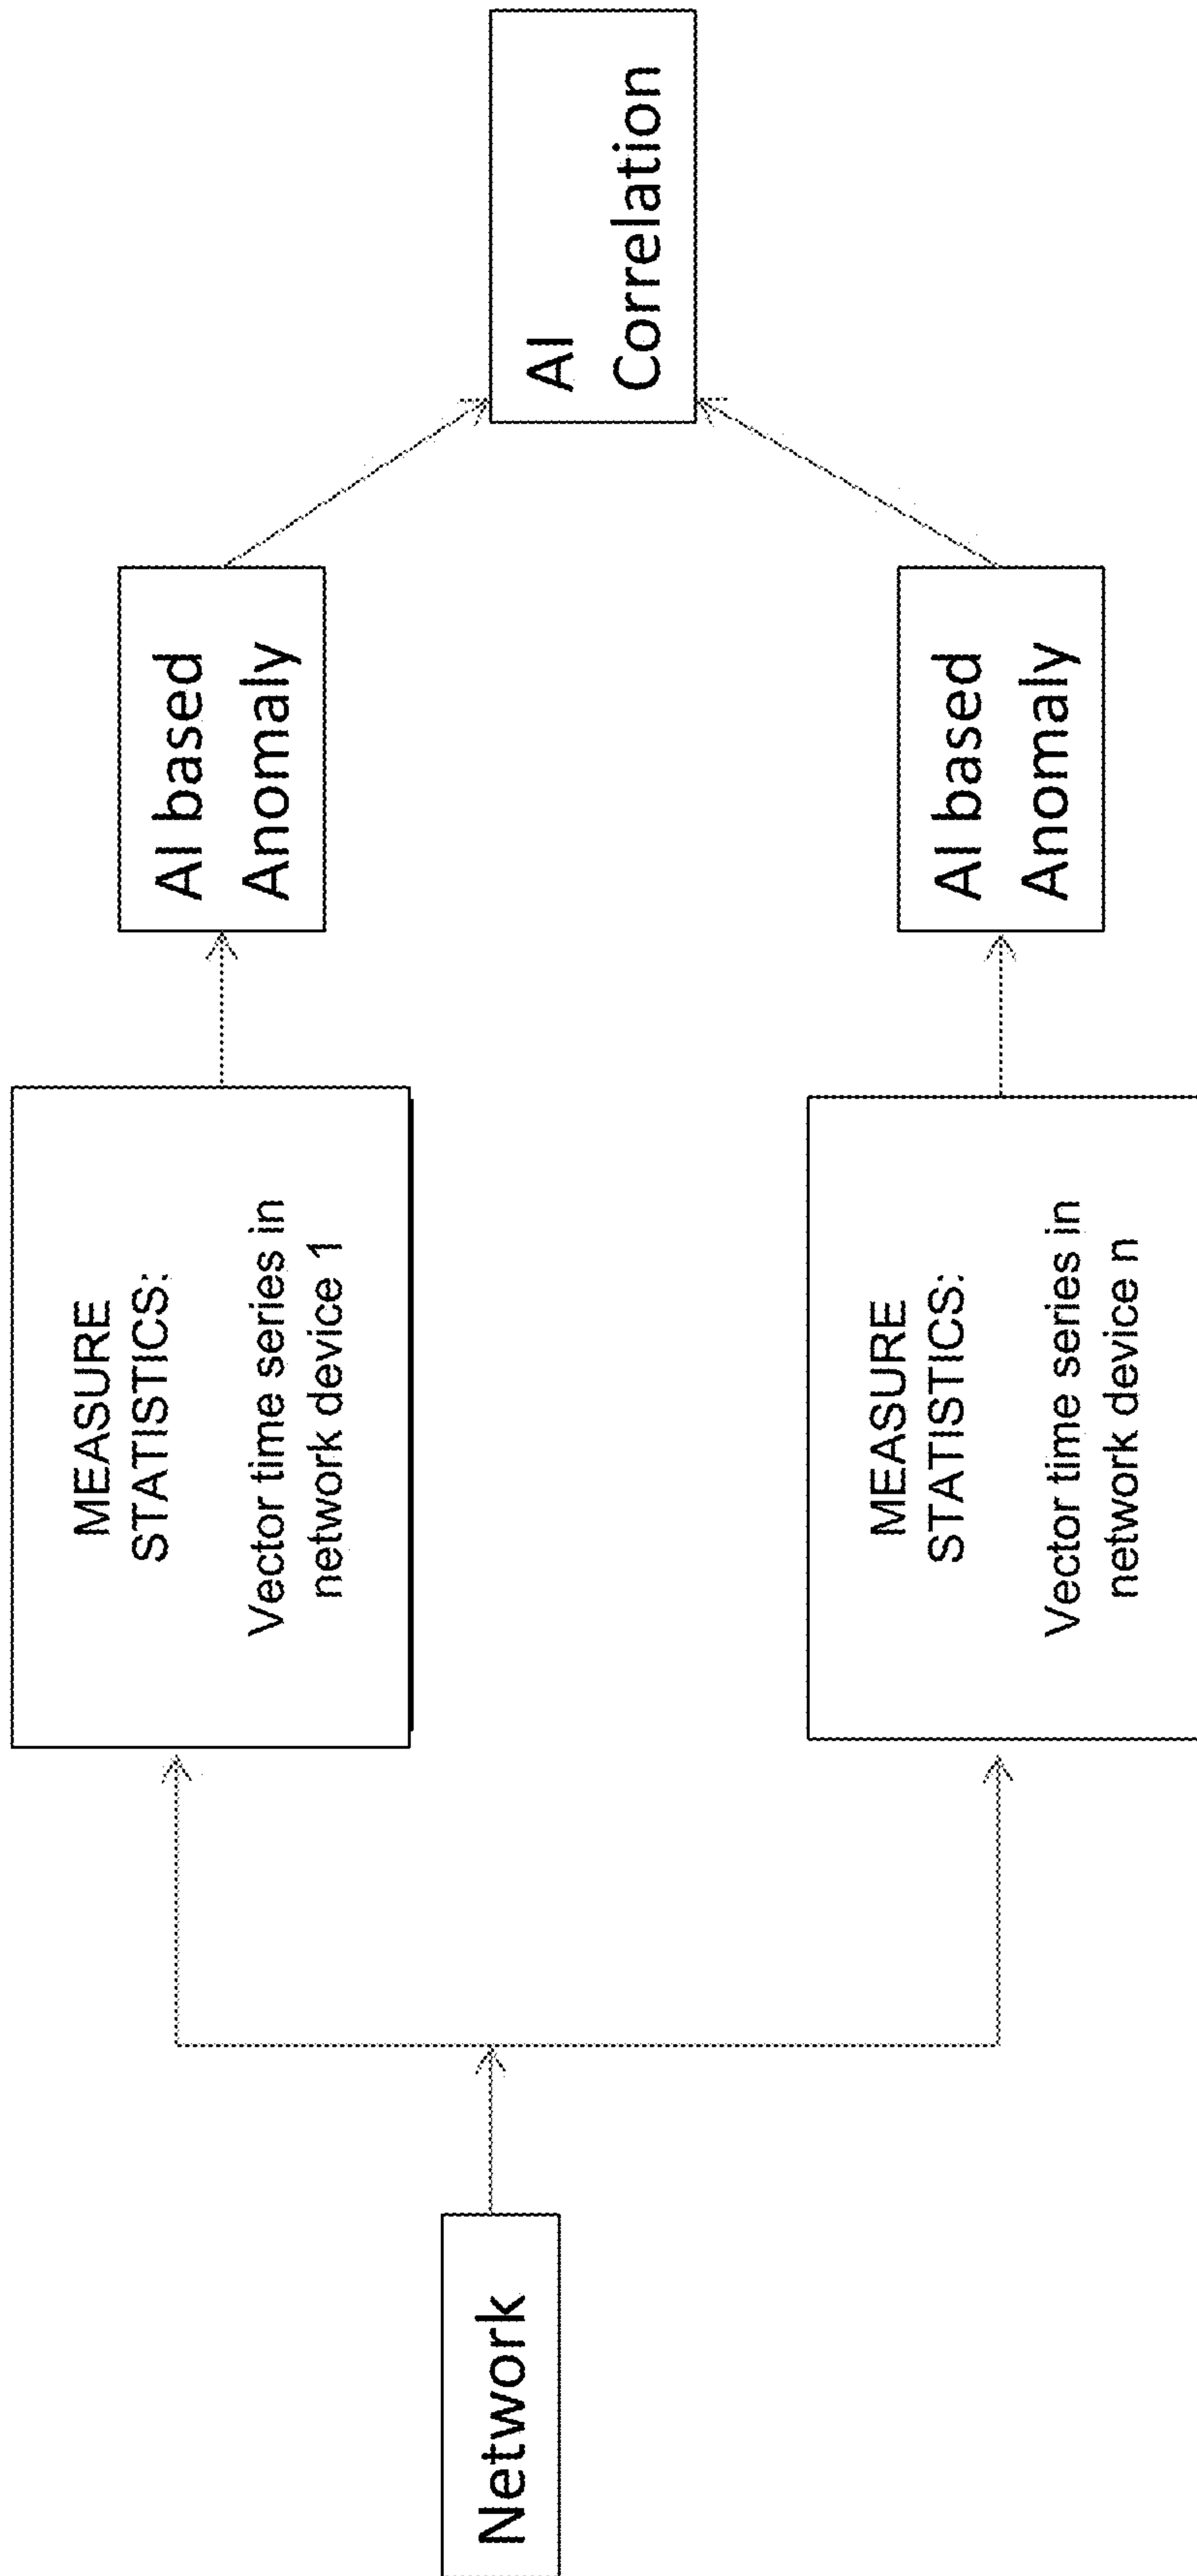 Network
MEASURE
STATISTICS:
Vector time series in
network device 1
AI based
Anomaly
MEASURE
STATISTICS:
Vector time series in
network device n
AI based
Anomaly
AI
Correlation